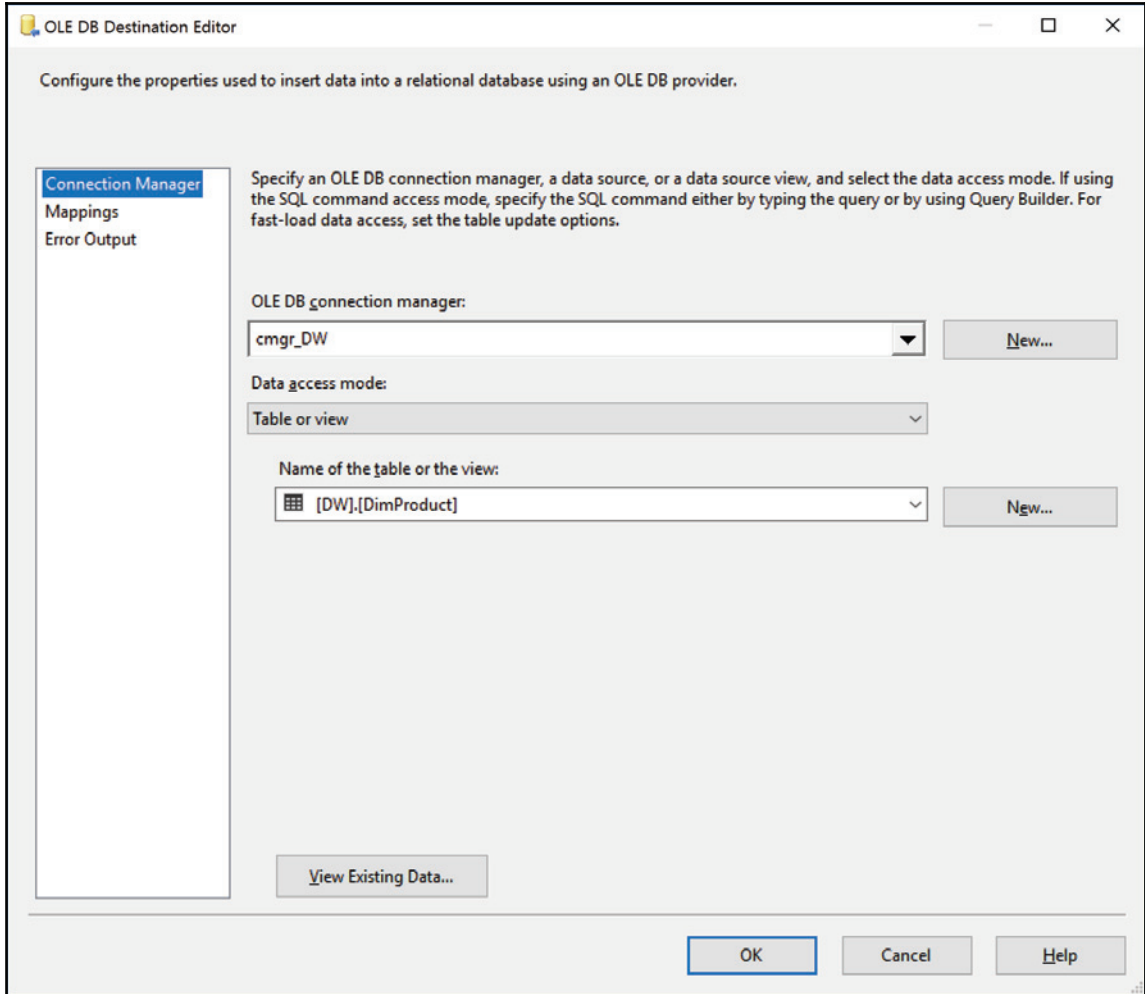 OLE DB Destination Editor
Configure the properties used to insert data into a relational database using an OLE DB provider.
Connection Manager
Mappings
Error Output
Specify an OLE DB connection manager, a data source, or a data source view, and select the data access mode. If using
the SQL command access mode, specify the SQL command either by typing the query or by using Query Builder. For
fast-load data access, set the table update options.
OLE DB connection manager:
cmgr_DW
New...
Data access mode:
Table or view
Name of the table or the view:
[DW].[DimProduct]
New...
View Existing Data...
OK
Cancel
Help